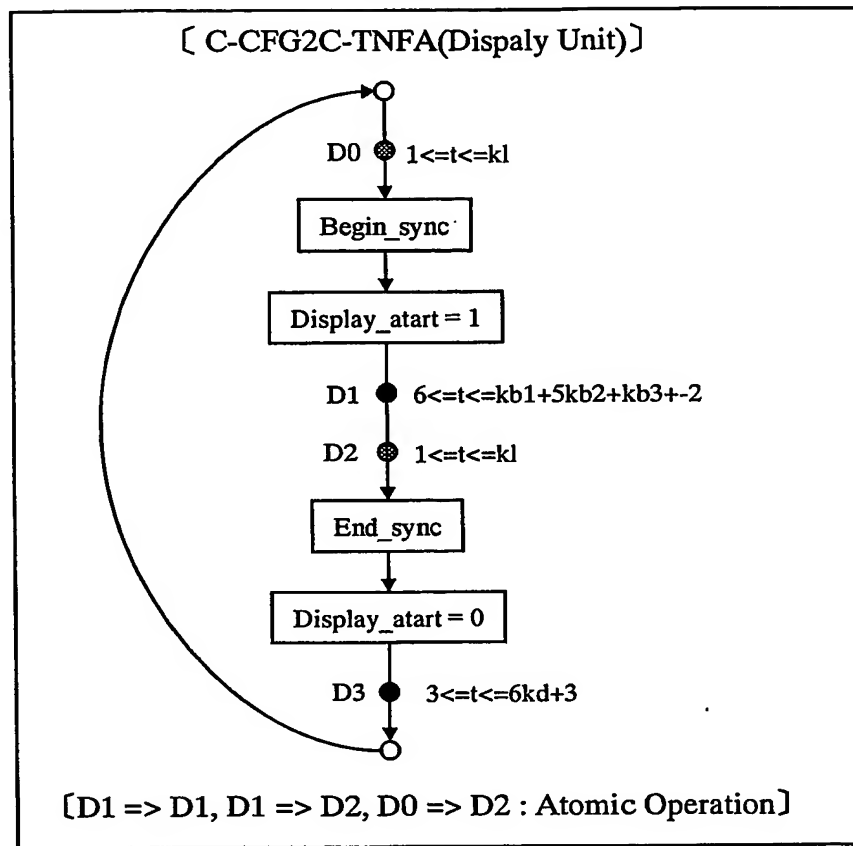 〔 C-CFG2C-TNFA(Dispaly Unit)〕
D0 1<=t<=kl
Begin_sync
Display_atart = 1
D1 6<=t<=kb1+5kb2+kb3+-2
D2 1<=t<=kl
End_sync
Display_atart = 0
D3 3<=t<=6kd+3
〔D1 => D1, D1 => D2, D0 => D2 : Atomic Operation〕